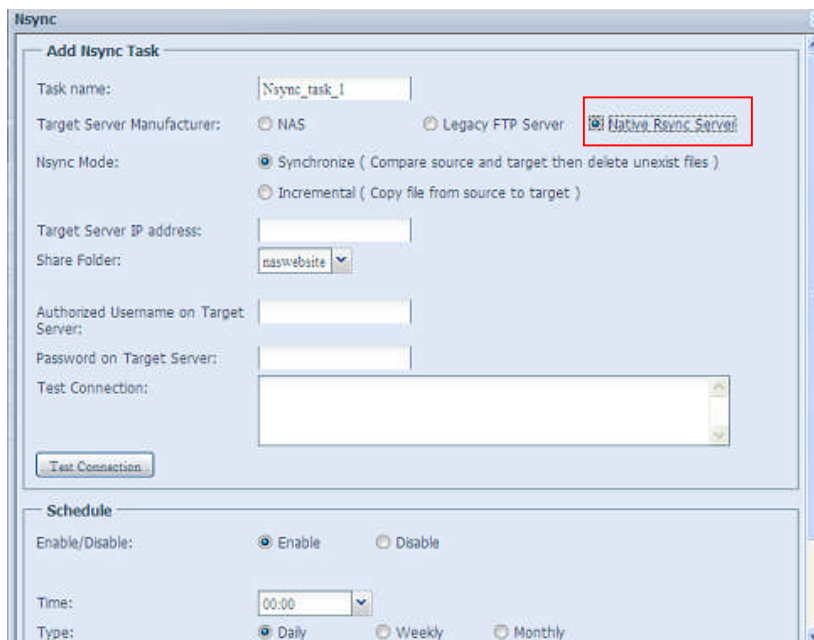 Nsync
Add Nsync Task
Task name: Nsync_task_1
Target Server Manufacturer: NAS Legacy FTP Server Native Rsync Server
Nsync Mode: Synchronize ( Compare source and target then delete unexist files )
Incremental ( Copy file from source to target )
Target Server IP address:
Share Folder: naswebsite
Authorized Username on Target
Server:
Password on Target Server:
Test Connection:
Test Connection
Schedule
Enable/Disable: Enable Disable
Time: 00:00
Type: Daily Weekly Monthly